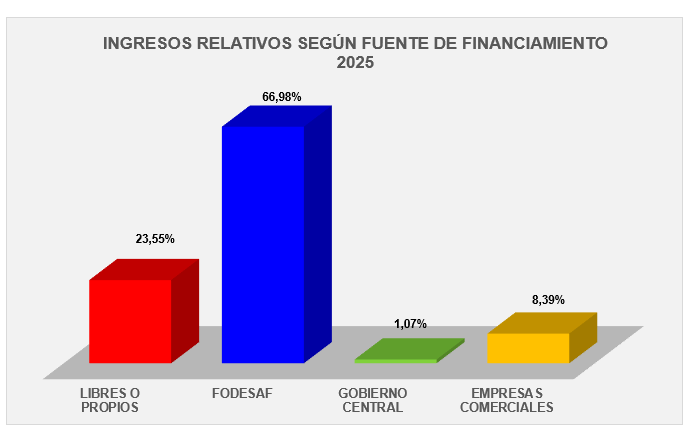 INGRESOS RELATIVOS SEGÚN FUENTE DE FINANCIAMIENTO
2025
66,98%
23,55%
8,39%
1,07%
LIBRES O
PROPIOS
FODESAF
GOBIERNO
CENTRAL
EMPRESAS
COMERCIALES